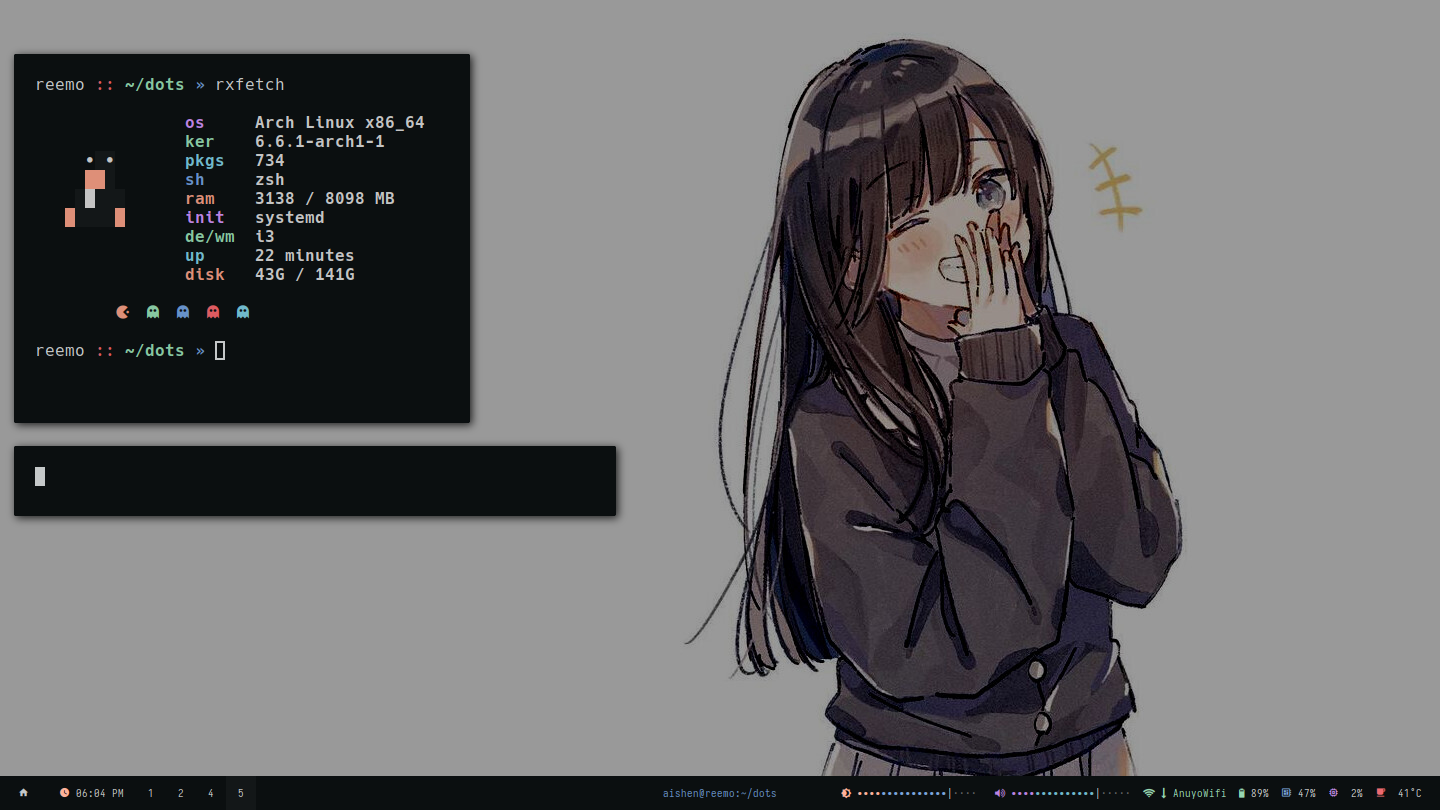 reemo :: ~/dots » rxfetch
os Arch Linux x86_64
ker 6.6.1-arch1-1
pkgs 734
sh zsh
ram 3138 / 8098 MB
init systemd
de/wm i3
up 22 minutes
disk 43G / 141G
reemo :: ~/dots »
06:04 PM 1 2 4 5 aishen@reemo:~/dots AnuyoWifi 89% 47% 2% 41°C